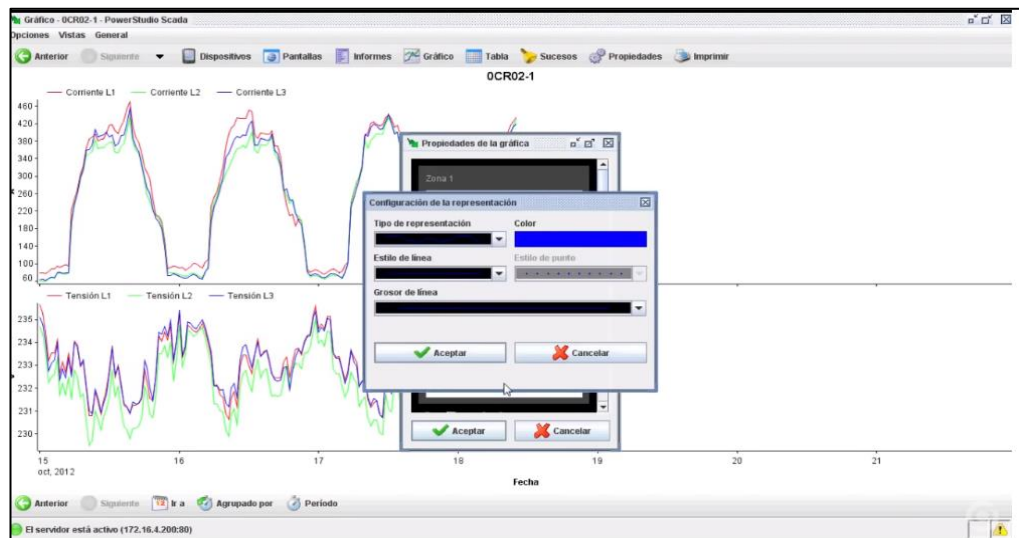 Gráfico - 0CR02-1 - PowerStudio Scada
Opciones Vistas General
Anterior Siguiente Dispositivos Pantallas Informes Gráfico Tabla Sucesos Propiedades Imprimir
0CR02-1
Corriente L1 Corriente L2 Corriente L3
460
420
380
340
300
260
220
180
140
100
60
Propiedades de la gráfica
Zona 1
Configuración de la representación
Tipo de representación Color
Estilo de línea Estilo de punto
Grosor de línea
Aceptar Cancelar
Aceptar Cancelar
Tensión L1 Tensión L2 Tensión L3
235
234
233
232
231
230
15 16 17 18 19 20 21
oct, 2012
Fecha
Anterior Siguiente Ir a Agrupado por Período
El servidor está activo (172.16.4.200:80)